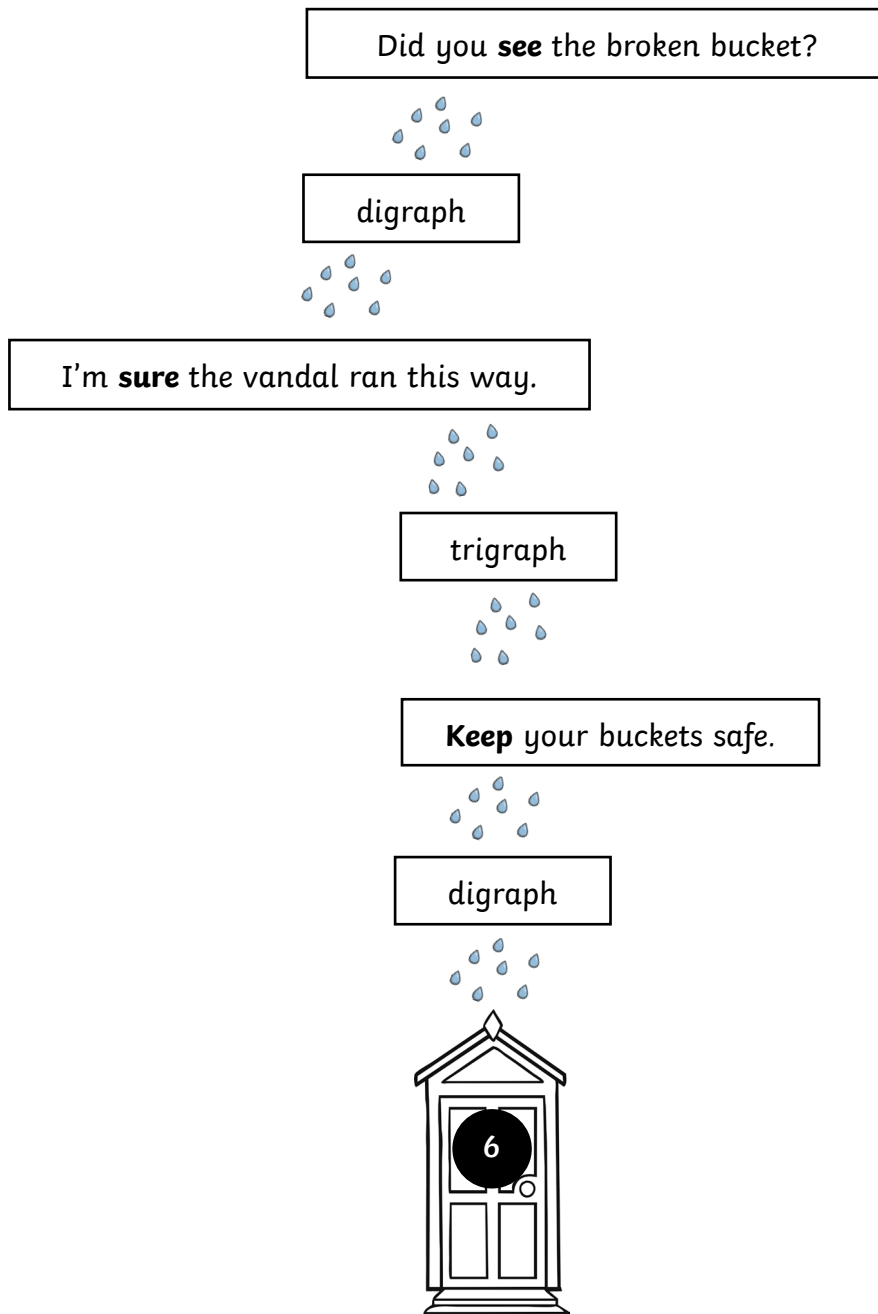 Did you see the broken bucket?
digraph
I'm sure the vandal ran this way.
trigraph
Keep your buckets safe.
digraph
6